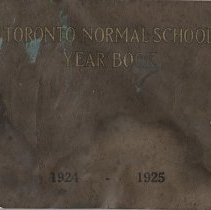 TORONTO NORMAL SCHOOL
YEAR BOOK
1924 - 1925